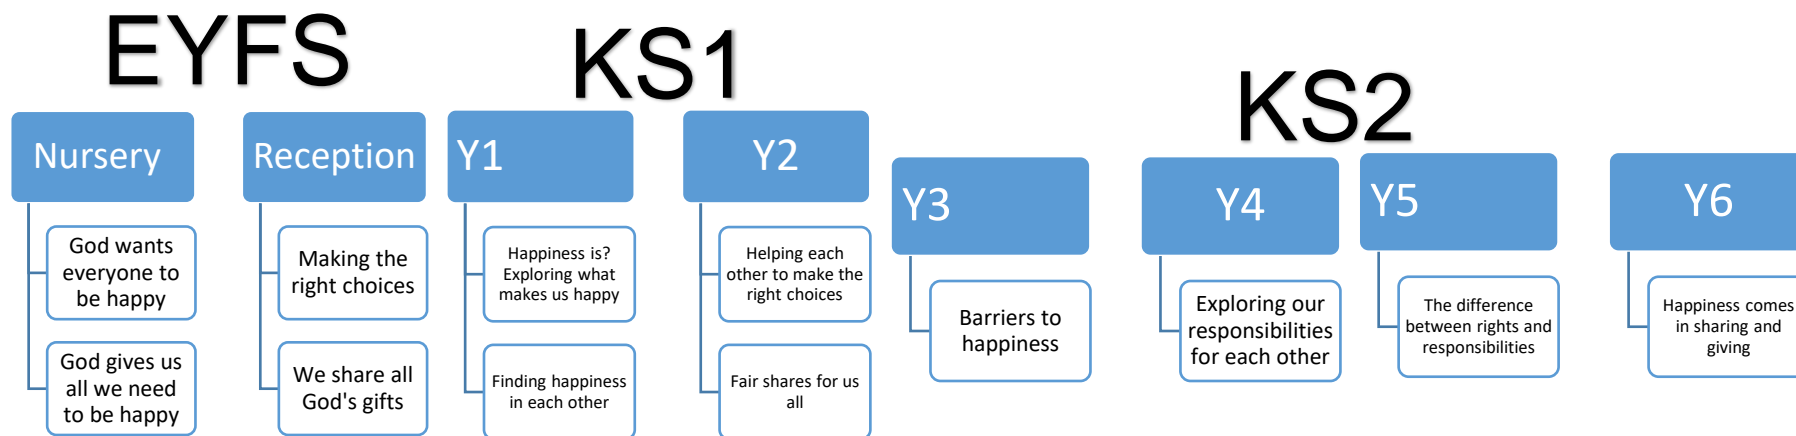 EYFS
KS1
KS2
Nursery
God wants
everyone to
be happy
God gives us
all we need
to be happy
Reception
Making the
right choices
We share all
God's gifts
Y1
Happiness is?
Exploring what
makes us happy
Finding happiness
in each other
Y2
Helping each
other to make the
right choices
Fair shares for us
all
Y3
Barriers to
happiness
Y4
Exploring our
responsibilities
for each other
Y5
The difference
between rights and
responsibilities
Y6
Happiness comes
in sharing and
giving